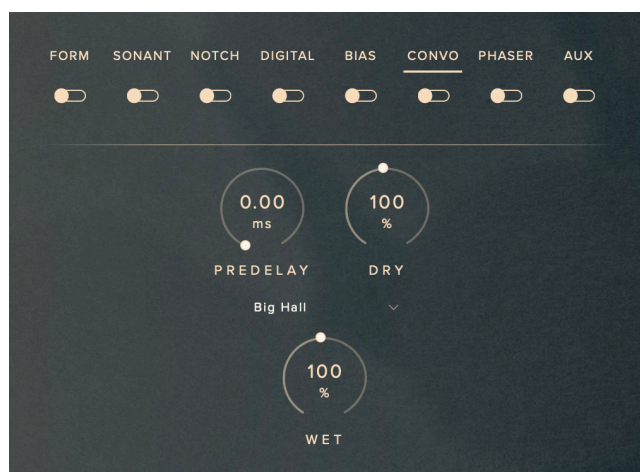 FORM SONANT NOTCH DIGITAL BIAS CONVO PHASER AUX
0.00 100
ms %
PREDELAY DRY
Big Hall
100
%
WET